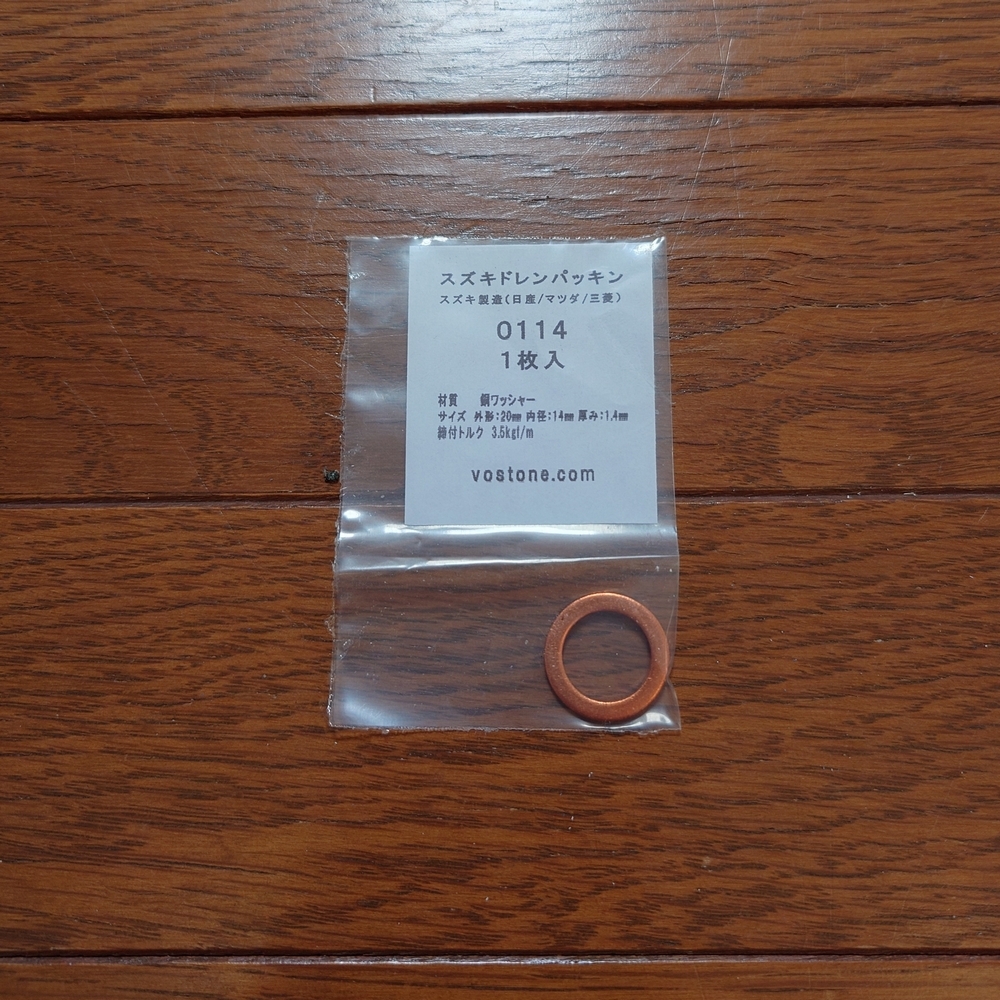 スズキドレンパッキン
スズキ製造(日産/マツダ/三菱)
0114
1枚入
材質 銅ワッシャー
サイズ 外形:20㎜ 内径:14㎜ 厚み:1.4㎜
締付トルク 3.5kgf/m
vostone.com